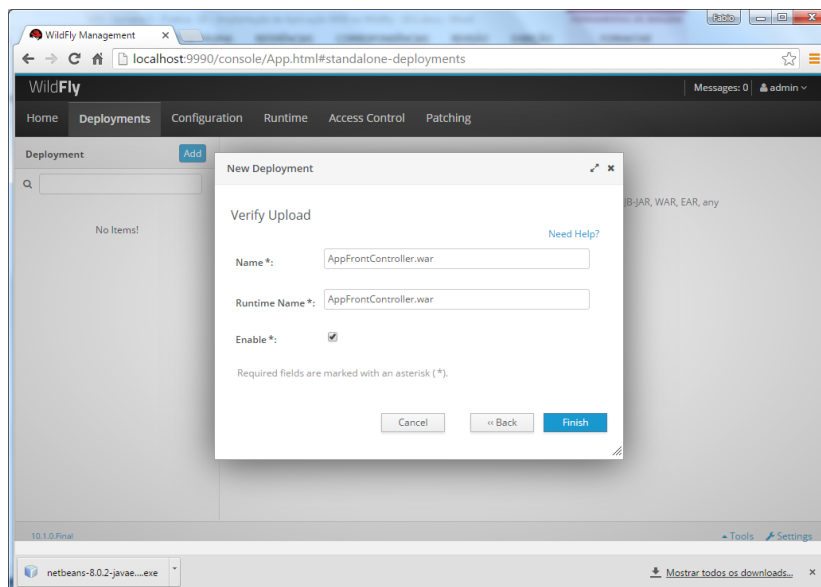 Fabio
WildFly Management
localhost:9990/console/App.html#standalone-deployments
WildFly
Messages: 0 admin
Home Deployments Configuration Runtime Access Control Patching
Deployment Add
No Items!
JB-JAR, WAR, EAR, any
New Deployment
Verify Upload
Need Help?
Name *: AppFrontController.war
Runtime Name *: AppFrontController.war
Enable *:
Required fields are marked with an asterisk (*).
Cancel ‹‹ Back Finish
10.1.0.Final Tools Settings
netbeans-8.0.2-javae....exe Mostrar todos os downloads...